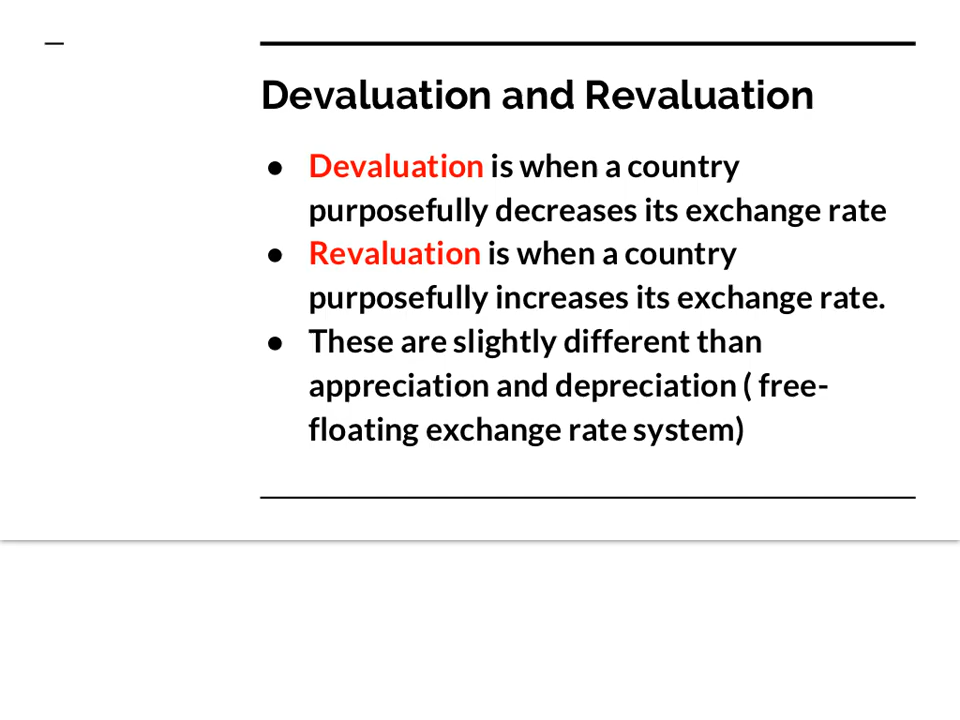 Devaluation and Revaluation
● Devaluation is when a country
purposefully decreases its exchange rate
● Revaluation is when a country
purposefully increases its exchange rate.
● These are slightly different than
appreciation and depreciation ( free-
floating exchange rate system)